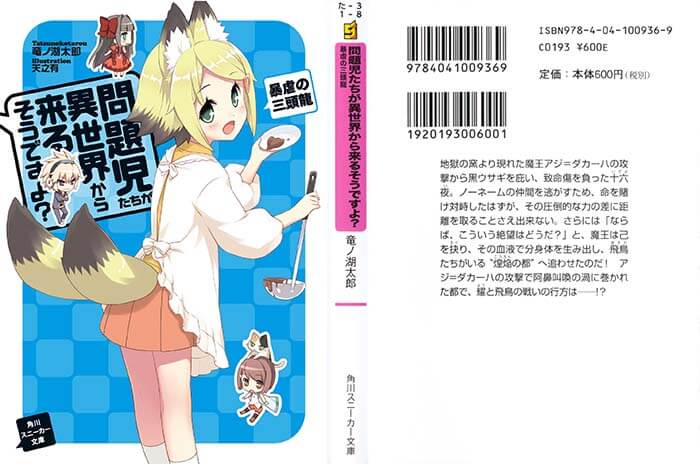 Tatsunokotarou
竜ノ湖太郎
Illustration
天之有
暴虐の
三頭龍
問題児たちが
異世界から
来る
そうですよ?
角川
スニーカー
文庫
た-1
3-8
問題児たちが異世界から来るそうですよ?
暴虐の三頭龍
竜ノ湖太郎
角川スニーカー文庫
ISBN978-4-04-100936-9
C0193 ¥600E
定価:本体600円(税別)
9784041009369
1920193006001
地獄の窯より現れた魔王アジ=ダカーハの攻
撃から黒ウサギを庇い、致命傷を負った十六
夜。ノーネームの仲間を逃がすため、命を賭
け対峙したはずが、その圧倒的な力の差に距
離を取ることさえ出来ない。さらには「なら
ば、こういう絶望はどうだ?」と、魔王は己
を抉り、その血液で分身体を生み出し、飛鳥
たちがいる“煌焔の都”へ追わせたのだ! ア
ジ=ダカーハの攻撃で阿鼻叫喚の渦に巻かれ
た都で、耀と飛鳥の戦いの行方は――!?